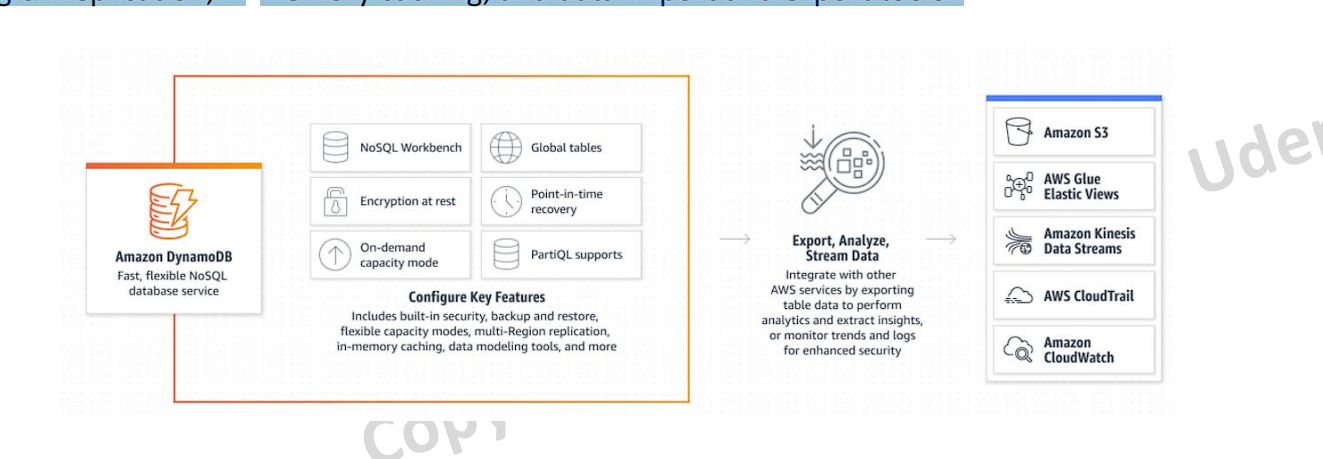 Amazon DynamoDB
Fast, flexible NoSQL
database service
NoSQL Workbench
Global tables
Encryption at rest
Point-in-time
recovery
On-demand
capacity mode
PartiQL supports
Configure Key Features
Includes built-in security, backup and restore,
flexible capacity modes, multi-Region replication,
in-memory caching, data modeling tools, and more
Export, Analyze,
Stream Data
Integrate with other
AWS services by exporting
table data to perform
analytics and extract insights,
or monitor trends and logs
for enhanced security
Amazon S3
AWS Glue
Elastic Views
Amazon Kinesis
Data Streams
AWS CloudTrail
Amazon
CloudWatch
Uder
Copy